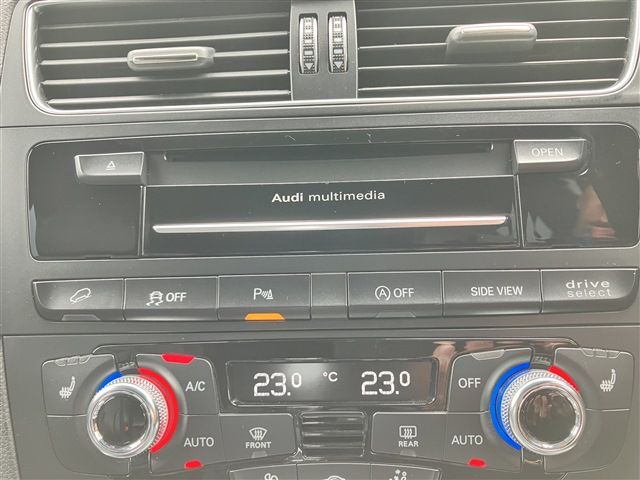 OPEN
Audi multimedia
OFF P A OFF SIDE VIEW drive select
A/C 23.0 °C 23.0 OFF
AUTO FRONT REAR AUTO